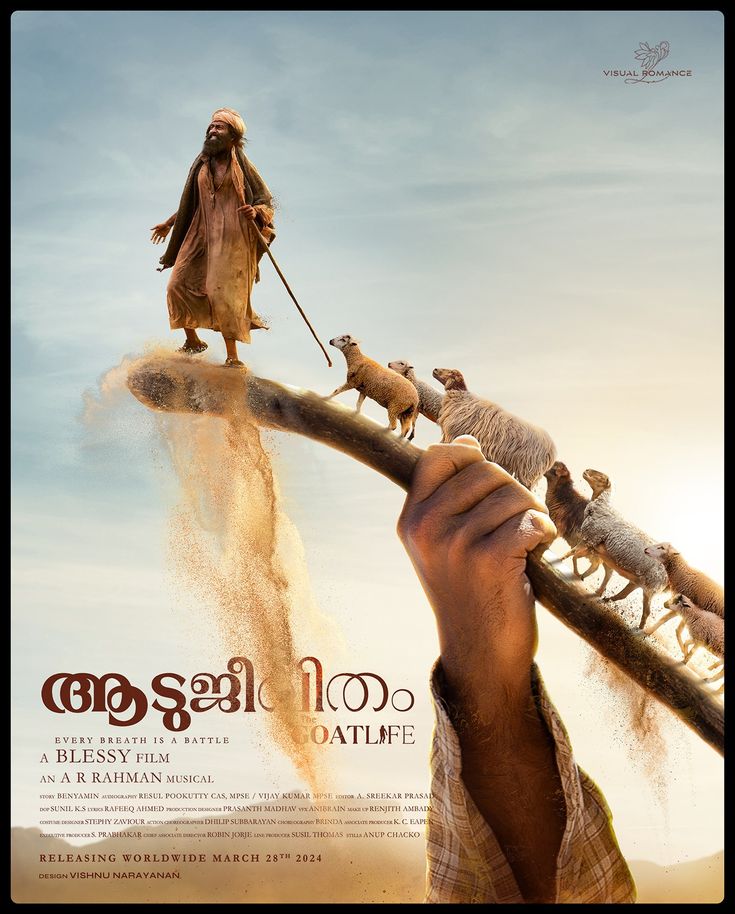 VISUAL ROMANCE
ആടുജീവിതം
The
GOATLIFE
EVERY BREATH IS A BATTLE
A BLESSY FILM
AN A R RAHMAN MUSICAL
STORY BENYAMIN AUDIOGRAPHY RESUL POOKUTTY CAS, MPSE / VIJAY KUMAR MPSE EDITOR A. SREEKAR PRASAD
DOP SUNIL K.S LYRICS RAFEEQ AHMED PRODUCTION DESIGNER PRASANTH MADHAV VFX ANIBRAIN MAKE UP RENJITH AMBADY
COSTUME DESIGNER STEPHY ZAVIOUR ACTION CHOREOGRAPHER DHILIP SUBBARAYAN CHOREOGRAPHY BRINDA ASSOCIATE PRODUCER K. C. EAPEN
EXECUTIVE PRODUCER S. PRABHAKAR CHIEF ASSOCIATE DIRECTOR ROBIN JORJE LINE PRODUCER SUSIL THOMAS STILLS ANUP CHACKO
RELEASING WORLDWIDE MARCH 28TH 2024
DESIGN VISHNU NARAYANAN